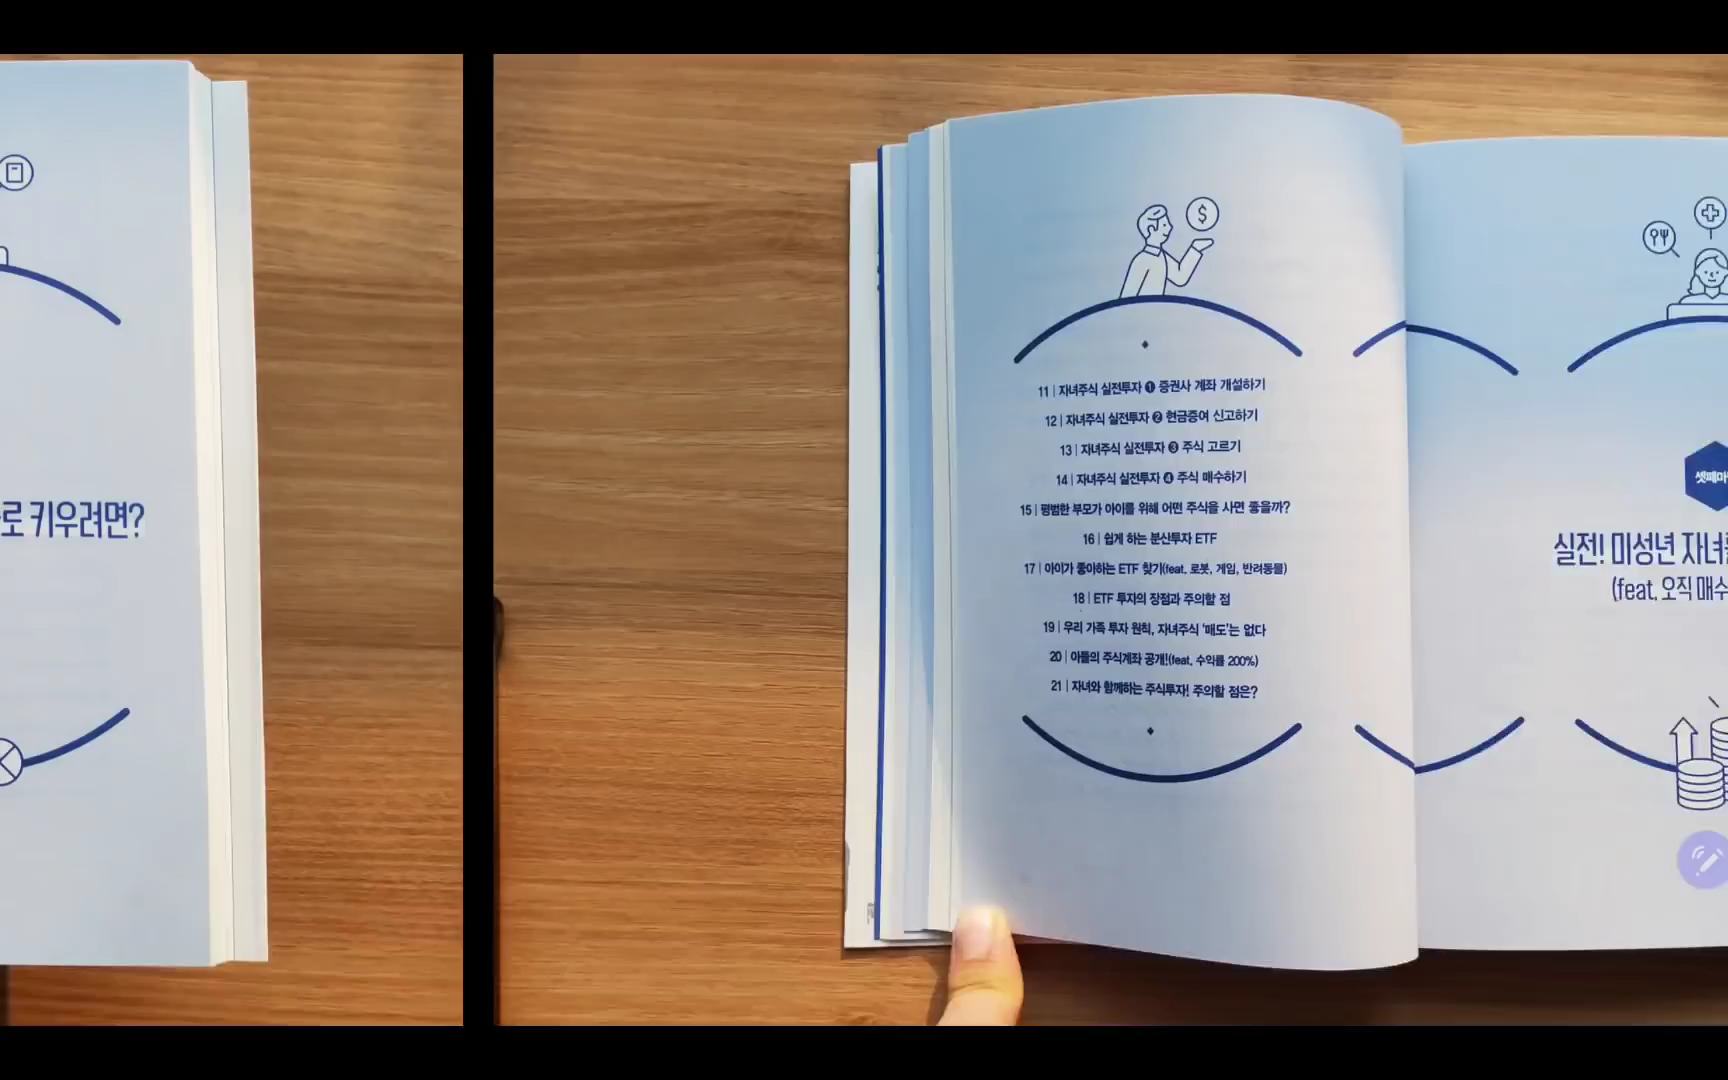 로 키우려면?
11 | 자녀주식 실전투자 ❶ 증권사 계좌 개설하기
12 | 자녀주식 실전투자 ❷ 현금증여 신고하기
13 | 자녀주식 실전투자 ❸ 주식 고르기
14 | 자녀주식 실전투자 ❹ 주식 매수하기
15 | 평범한 부모가 아이를 위해 어떤 주식을 사면 좋을까?
16 | 쉽게 하는 분산투자 ETF
17 | 아이가 좋아하는 ETF 찾기(feat. 로봇, 게임, 반려동물)
18 | ETF 투자의 장점과 주의할 점
19 | 우리 가족 투자 원칙, 자녀주식 '매도'는 없다
20 | 아들의 주식계좌 공개!(feat. 수익률 200%)
21 | 자녀와 함께하는 주식투자! 주의할 점은?
셋째마
실전! 미성년 자녀
(feat. 오직 매수